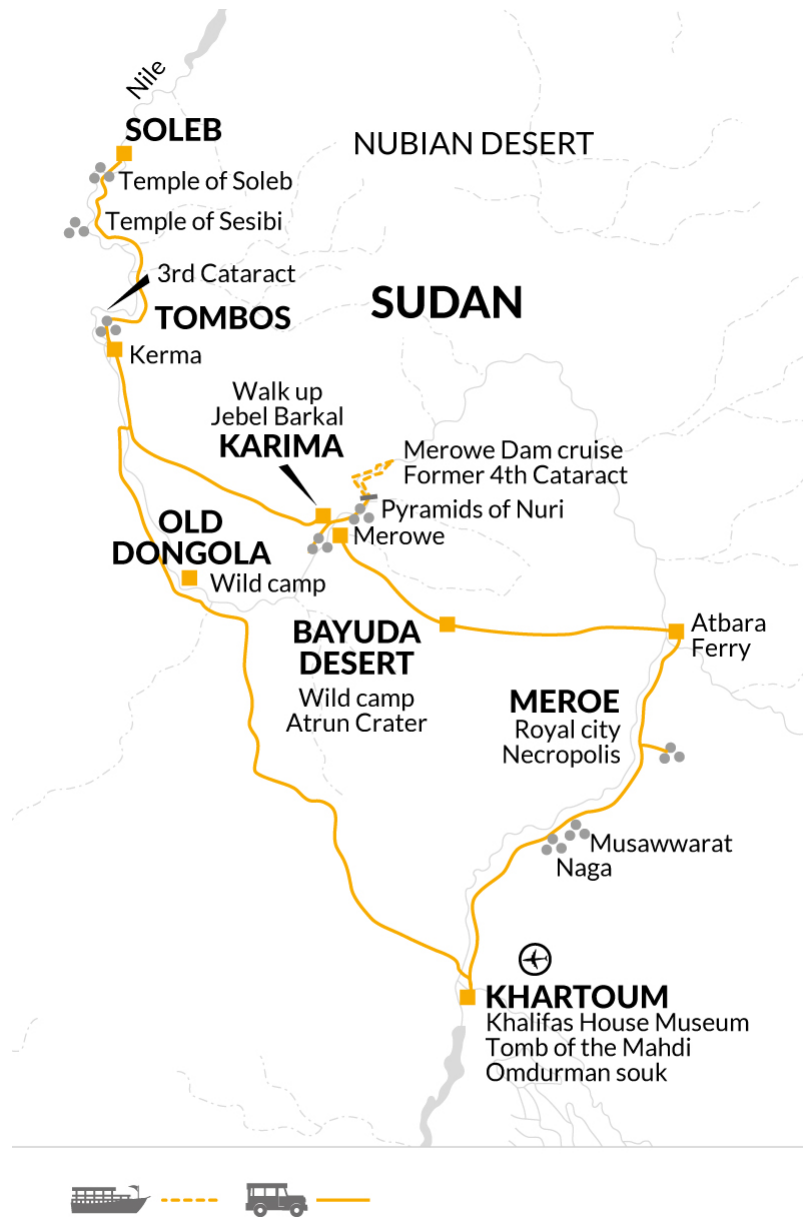 Nile
SOLEB
NUBIAN DESERT
Temple of Soleb
Temple of Sesibi
3rd Cataract
SUDAN
TOMBOS
Kerma
Walk up
Jebel Barkal
KARIMA
Merowe Dam cruise
Former 4th Cataract
Pyramids of Nuri
Merowe
OLD
DONGOLA
Wild camp
BAYUDA
DESERT
Wild camp
Atrun Crater
Atbara
Ferry
MEROE
Royal city
Necropolis
Musawwarat
Naga
KHARTOUM
Khalifas House Museum
Tomb of the Mahdi
Omdurman souk